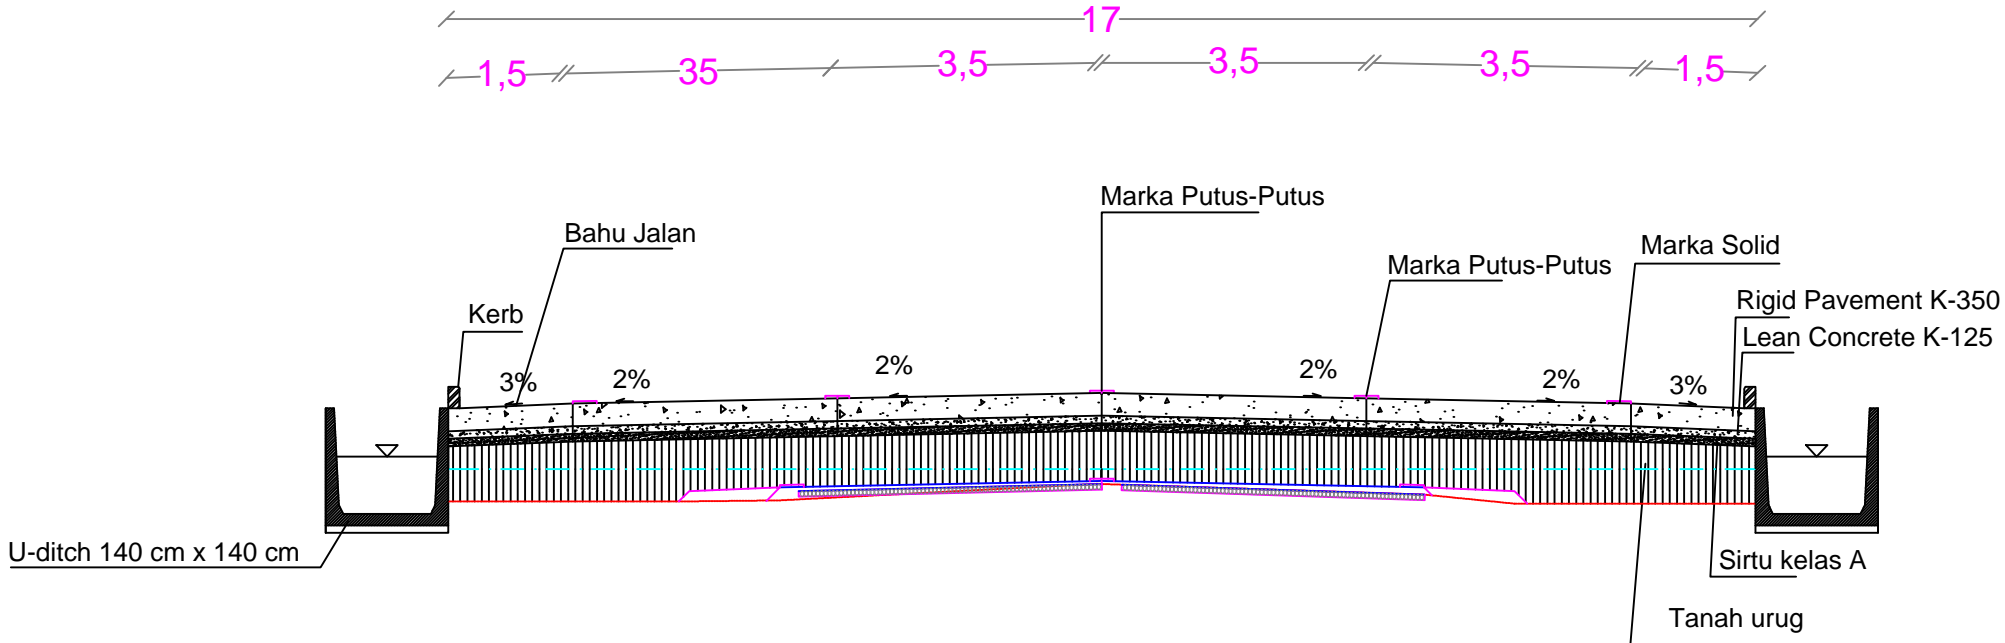 17
1,5
35
3,5
3,5
3,5
1,5
Marka Putus-Putus
Bahu Jalan
Marka Solid
Marka Putus-Putus
Kerb
Rigid Pavement K-350
Lean Concrete K-125
3%
2%
2%
2%
2%
3%
U-ditch 140 cm x 140 cm
Sirtu kelas A
Tanah urug